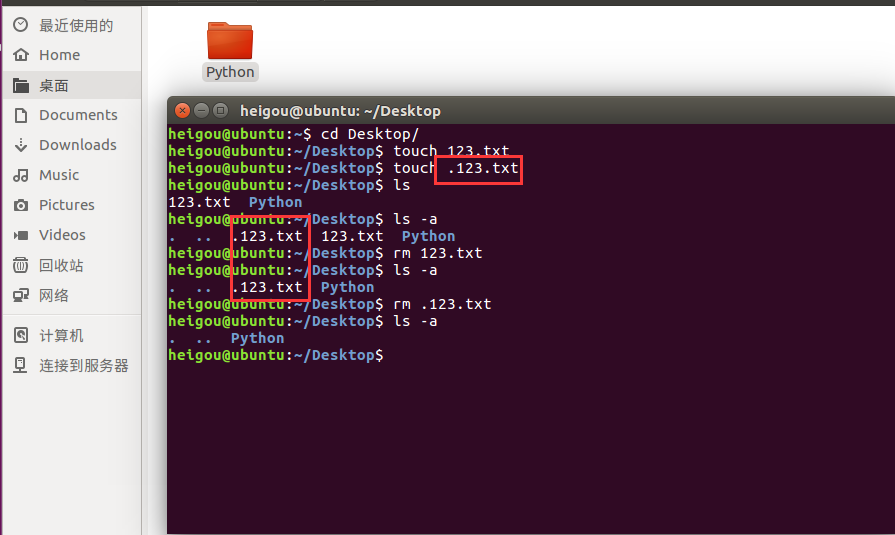 最近使用的
Home
桌面
Documents
Downloads
Music
Pictures
Videos
回收站
网络
计算机
连接到服务器
Python
heigou@ubuntu: ~/Desktop
heigou@ubuntu:~$ cd Desktop/
heigou@ubuntu:~/Desktop$ touch 123.txt
heigou@ubuntu:~/Desktop$ touch .123.txt
heigou@ubuntu:~/Desktop$ ls
123.txt  Python
heigou@ubuntu:~/Desktop$ ls -a
.  ..  .123.txt  123.txt  Python
heigou@ubuntu:~/Desktop$ rm 123.txt
heigou@ubuntu:~/Desktop$ ls -a
.  ..  .123.txt  Python
heigou@ubuntu:~/Desktop$ rm .123.txt
heigou@ubuntu:~/Desktop$ ls -a
.  ..  Python
heigou@ubuntu:~/Desktop$